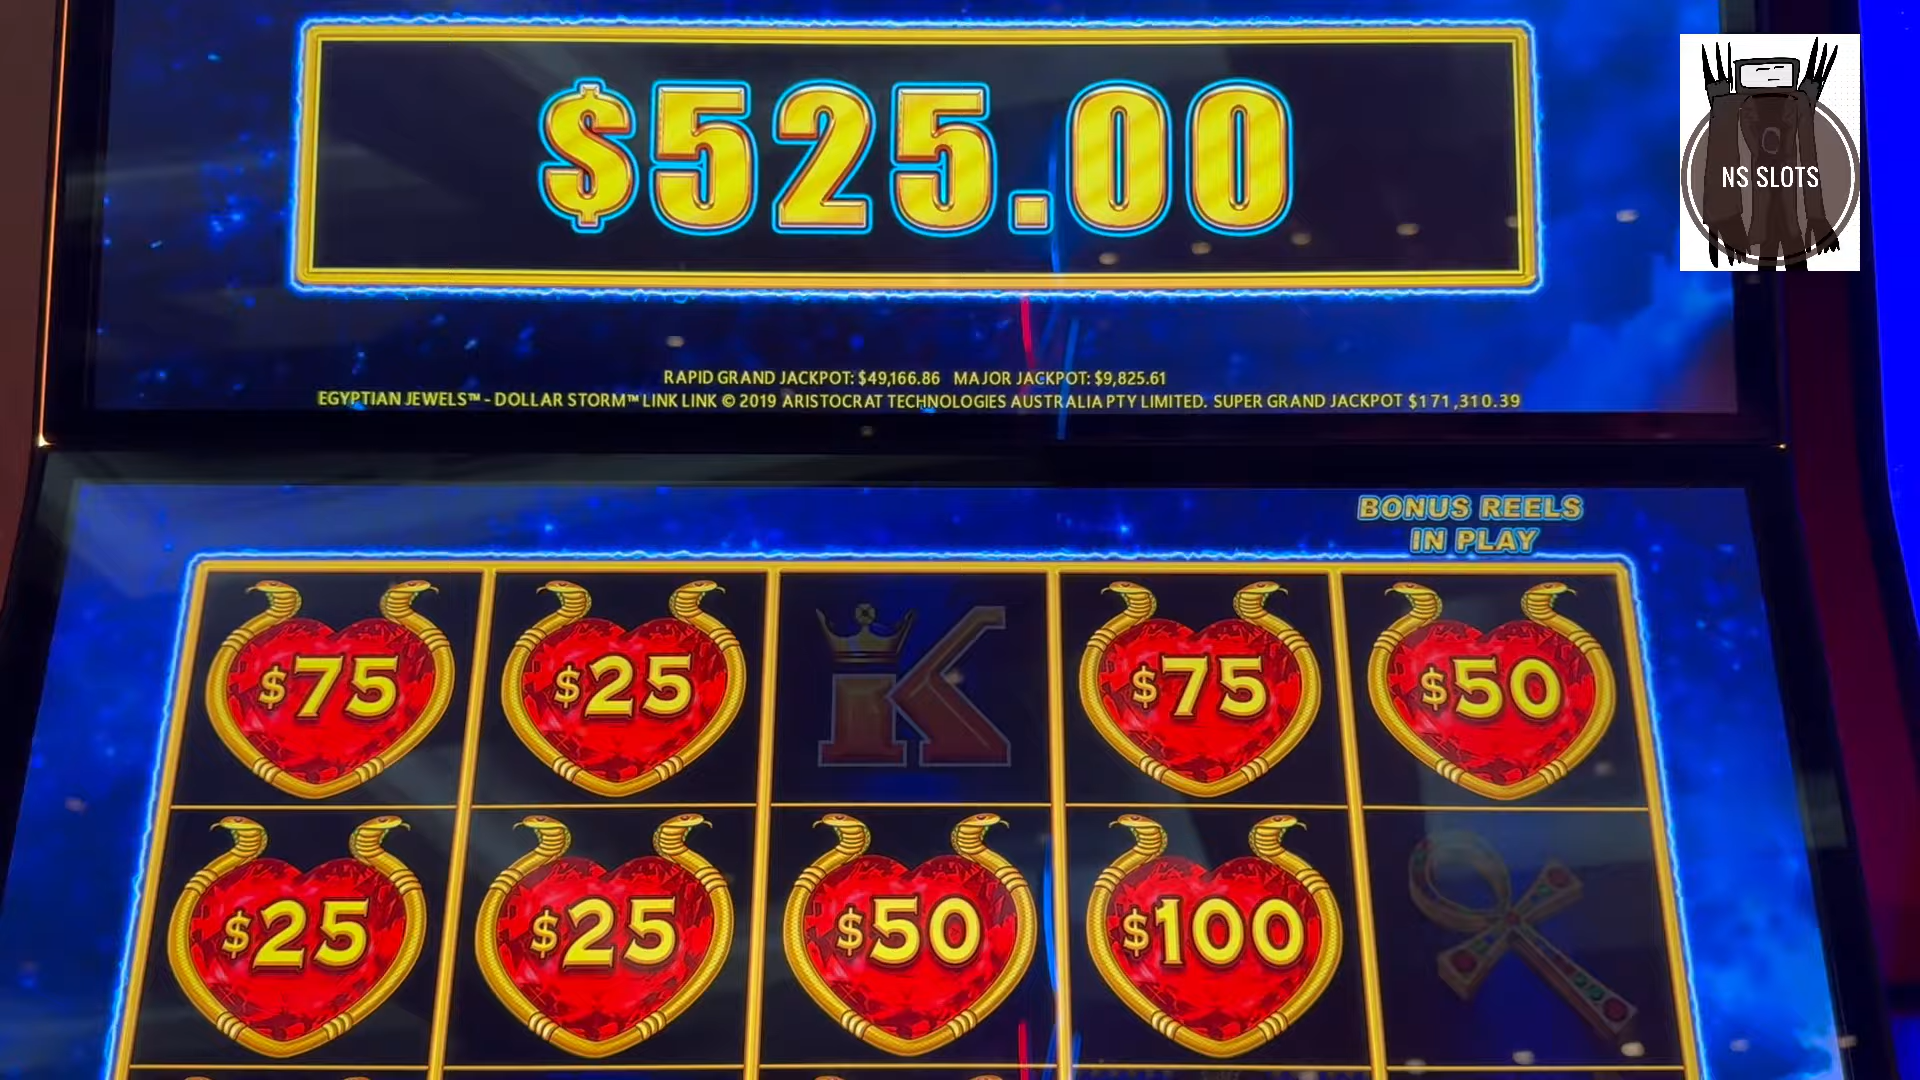 $525.00
NS SLOTS
RAPID GRAND JACKPOT: $49,166.86 MAJOR JACKPOT: $9,825.61
EGYPTIAN JEWELS™ - DOLLAR STORM™ LINK LINK © 2019 ARISTOCRAT TECHNOLOGIES AUSTRALIA PTY LIMITED. SUPER GRAND JACKPOT $171,310.39
BONUS REELS
IN PLAY
$75 $25 K $75 $50
$25 $25 $50 $100